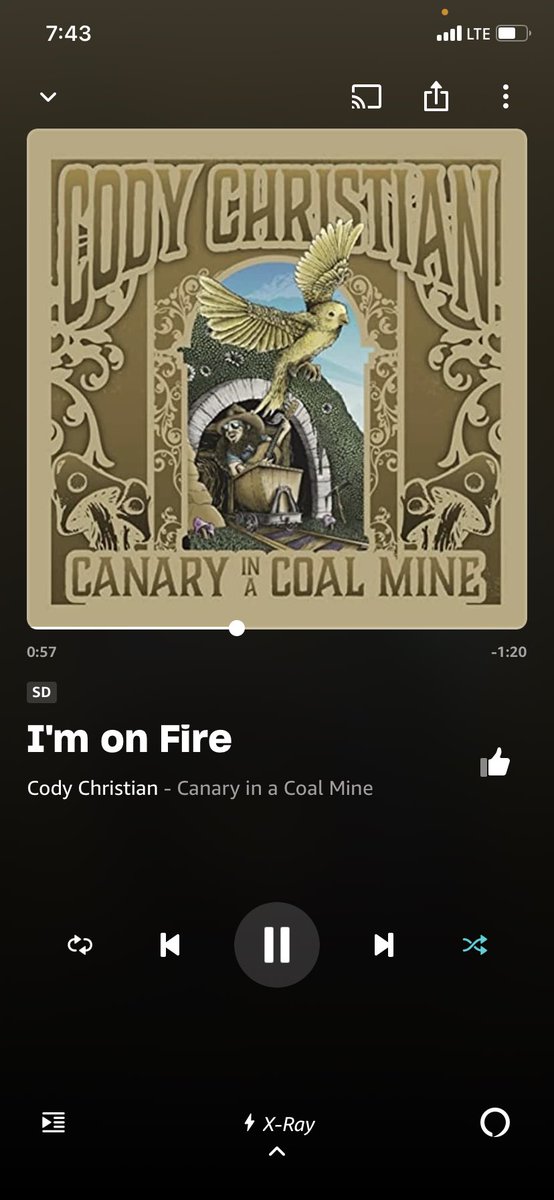 7:43
LTE
CODY CHRISTIAN
CANARY IN A COAL MINE
0:57
-1:20
SD
I'm on Fire
Cody Christian - Canary in a Coal Mine
X-Ray